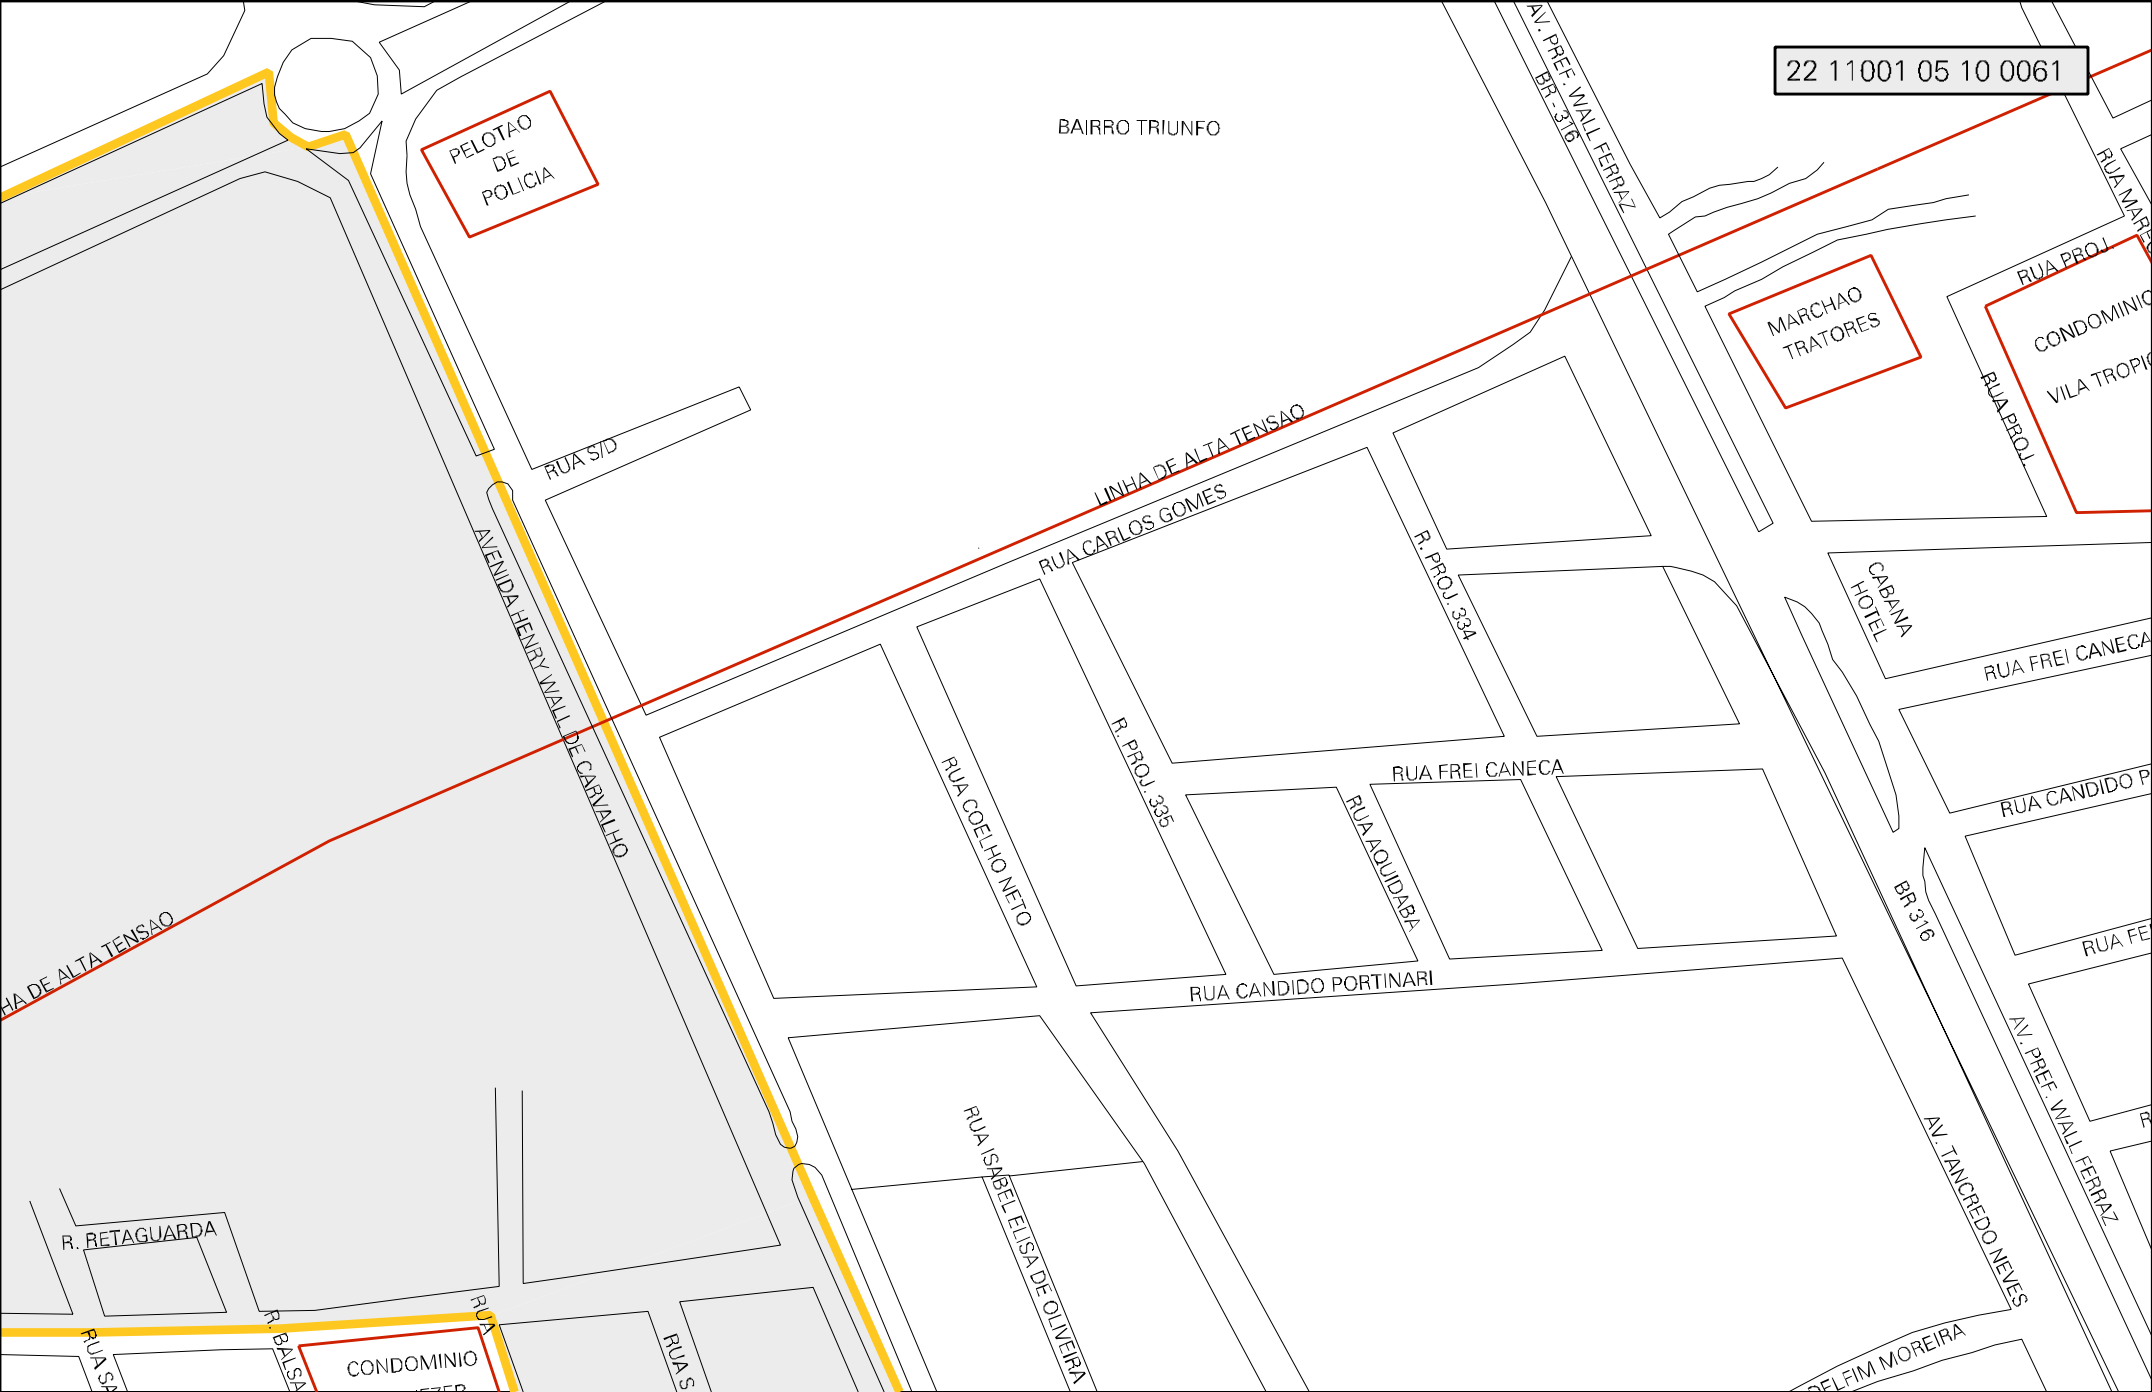 22 11001 05 10 0061
AV. PREF. WALL FERRAZ
BR - 316
BAIRRO TRIUNFO
PELOTAO
DE
POLICIA
RUA PROJ.
MARCHAO
TRATORES
CONDOMINIO
RUA PROJ.
RUA S/D
LINHA DE ALTA TENSAO
RUA CARLOS GOMES
R. PROJ. 334
CABANA
HOTEL
AVENIDA HENRY WALL DE CARVALHO
RUA FREI CANECA
R. PROJ. 335
RUA COELHO NETO
RUA FREI CANECA
RUA AQUIDABA
RUA CANDIDO P
BR 316
RUA FE
HA DE ALTA TENSAO
RUA CANDIDO PORTINARI
AV. PREF. WALL FERRAZ
RUA ISABEL ELISA DE OLIVEIRA
AV. TANCREDO NEVES
R. RETAGUARDA
RUA
R. BALSA
RUA SA
RUA S
CONDOMINIO
DELFIM MOREIRA